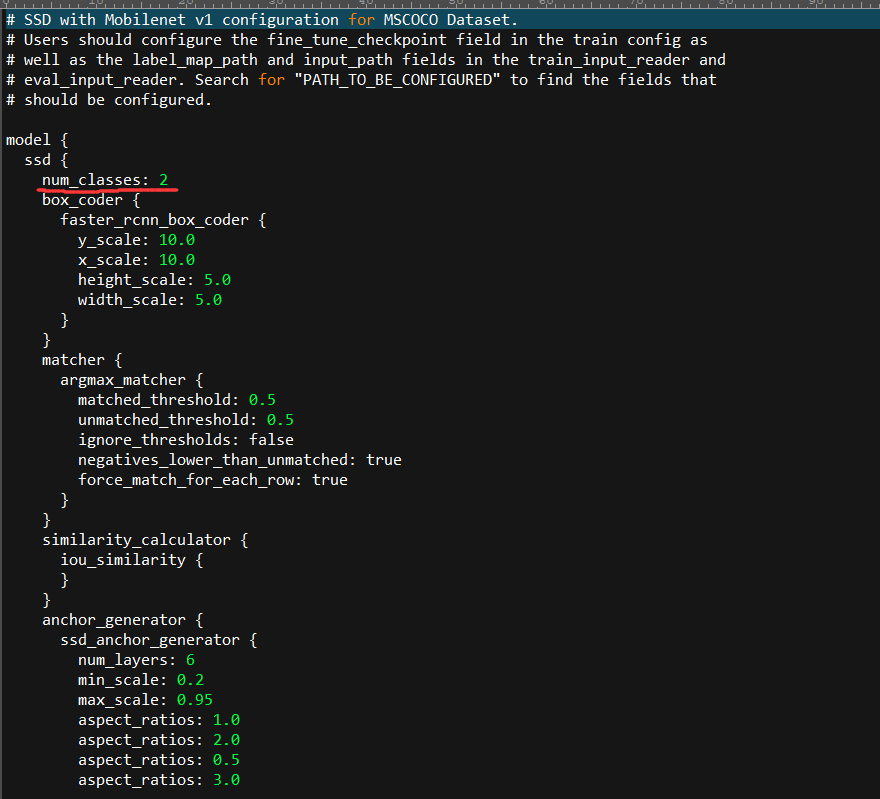 # SSD with Mobilenet v1 configuration for MSCOCO Dataset.
# Users should configure the fine_tune_checkpoint field in the train config as
# well as the label_map_path and input_path fields in the train_input_reader and
# eval_input_reader. Search for "PATH_TO_BE_CONFIGURED" to find the fields that
# should be configured.

model {
  ssd {
    num_classes: 2
    box_coder {
      faster_rcnn_box_coder {
        y_scale: 10.0
        x_scale: 10.0
        height_scale: 5.0
        width_scale: 5.0
      }
    }
    matcher {
      argmax_matcher {
        matched_threshold: 0.5
        unmatched_threshold: 0.5
        ignore_thresholds: false
        negatives_lower_than_unmatched: true
        force_match_for_each_row: true
      }
    }
    similarity_calculator {
      iou_similarity {
      }
    }
    anchor_generator {
      ssd_anchor_generator {
        num_layers: 6
        min_scale: 0.2
        max_scale: 0.95
        aspect_ratios: 1.0
        aspect_ratios: 2.0
        aspect_ratios: 0.5
        aspect_ratios: 3.0